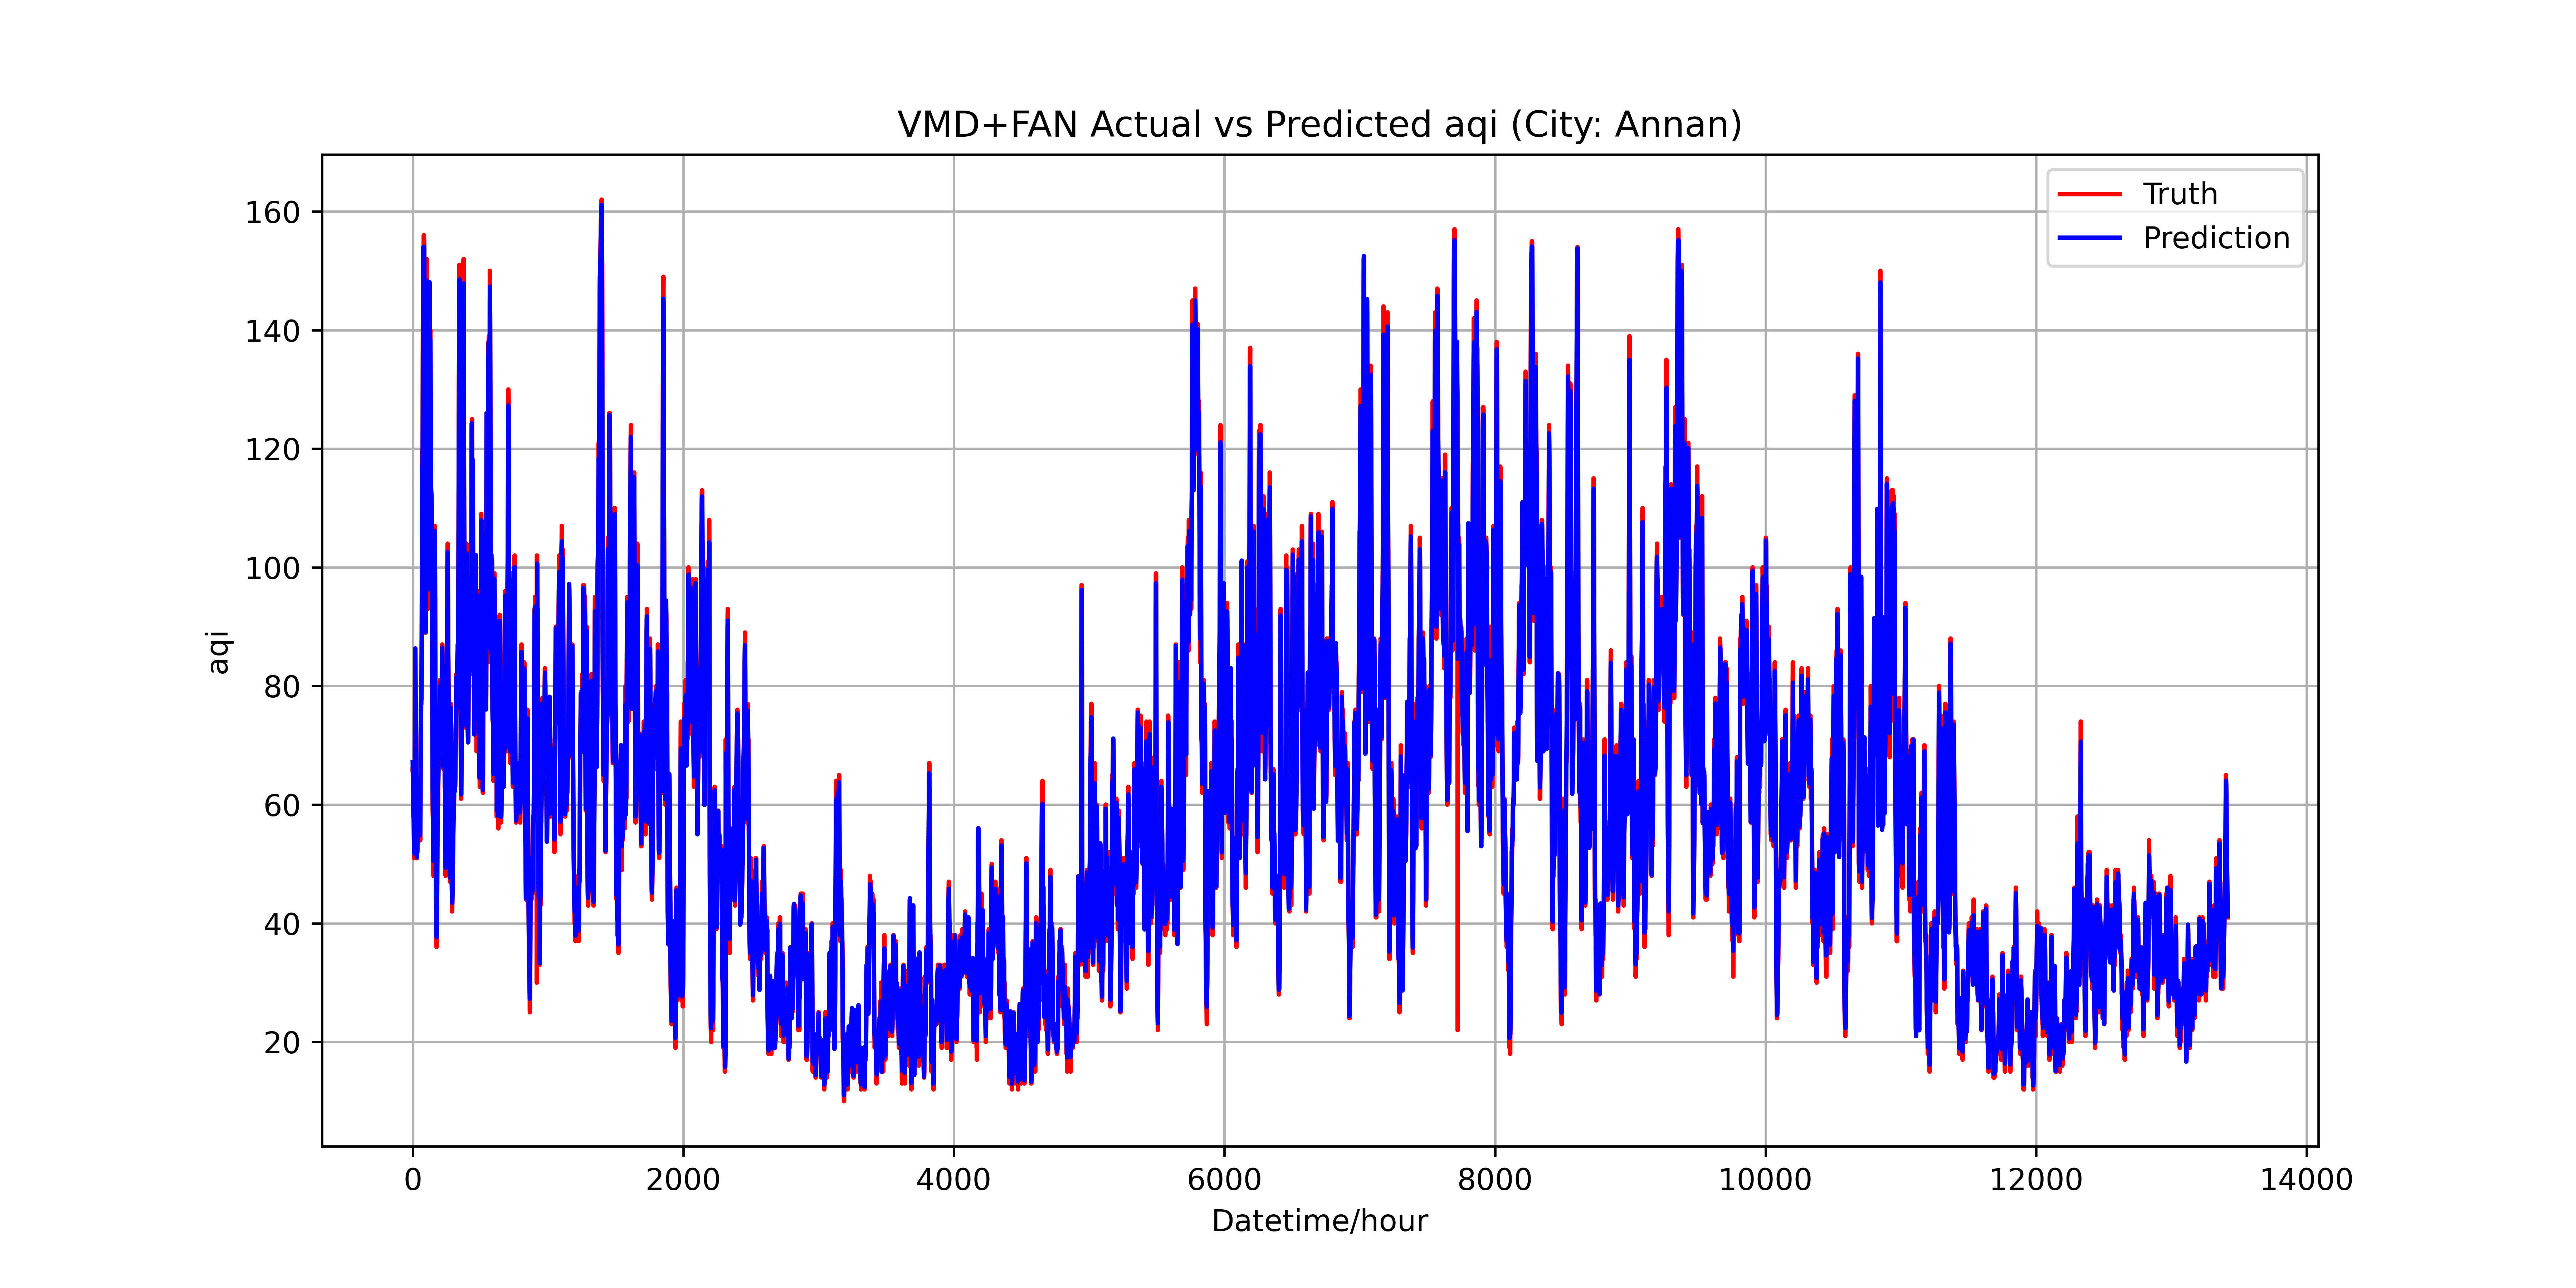 VMD+FAN Actual vs Predicted aqi (City: Annan)
Truth
Prediction
160
140
120
100
80
60
40
20
aqi
0 2000 4000 6000 8000 10000 12000 14000
Datetime/hour